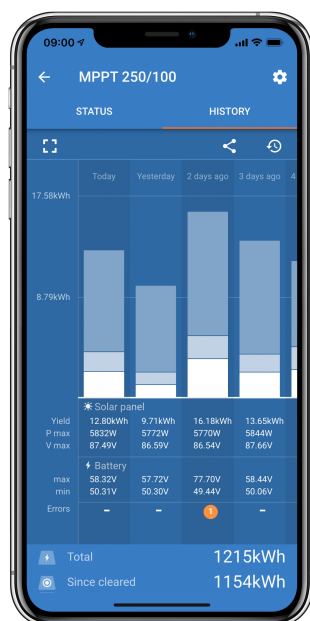 09:00
MPPT 250/100
STATUS HISTORY
Today Yesterday 2 days ago 3 days ago 4
17.58kWh
8.79kWh
Solar panel
Yield 12.80kWh 9.71kWh 16.18kWh 13.65kWh
P max 5832W 5772W 5770W 5844W
V max 87.49V 86.59V 86.54V 87.66V
Battery
max 58.32V 57.72V 77.70V 58.44V
min 50.31V 50.30V 49.44V 50.06V
Errors – – 1 –
Total 1215kWh
Since cleared 1154kWh